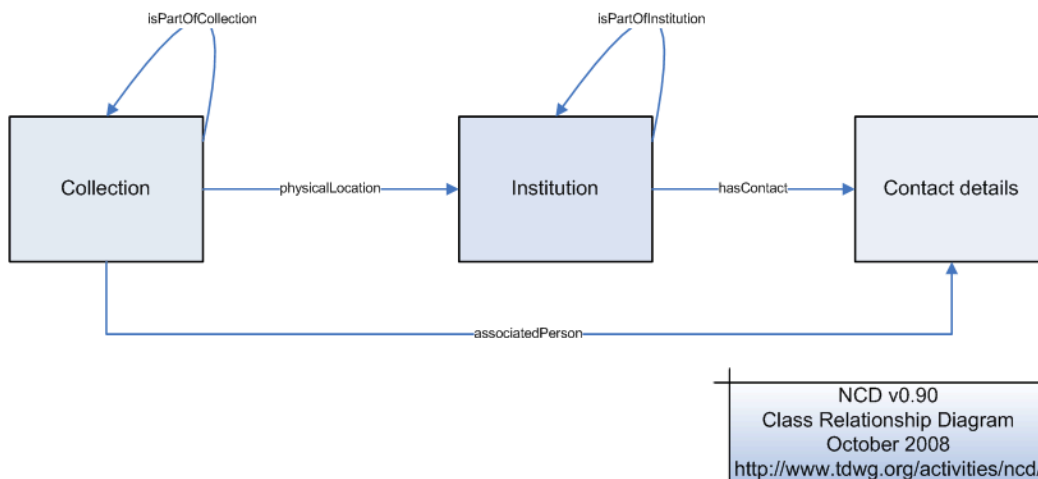 isPartOfCollection
isPartOfInstitution
Collection
physicalLocation
Institution
hasContact
Contact details
associatedPerson
NCD v0.90
Class Relationship Diagram
October 2008
http://www.tdwg.org/activities/ncd/